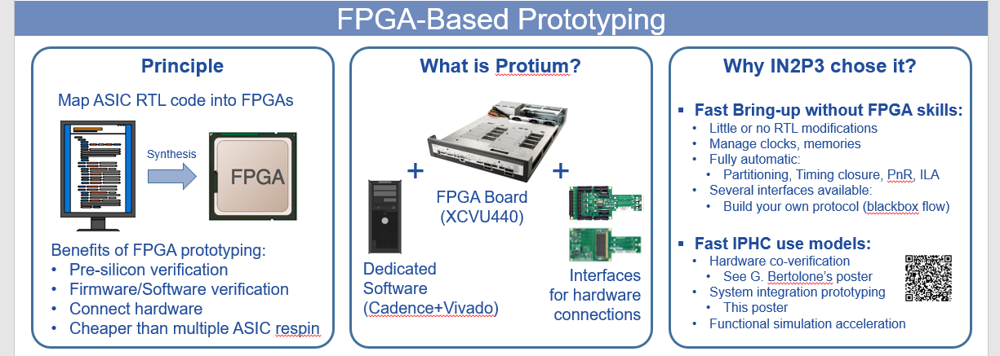 FPGA-Based Prototyping
Principle
Map ASIC RTL code into FPGAs
Synthesis
FPGA
Benefits of FPGA prototyping:
• Pre-silicon verification
• Firmware/Software verification
• Connect hardware
• Cheaper than multiple ASIC respin
What is Protium?
+
+
FPGA Board
(XCVU440)
Dedicated
Software
(Cadence+Vivado)
Interfaces
for hardware
connections
Why IN2P3 chose it?
▪ Fast Bring-up without FPGA skills:
• Little or no RTL modifications
• Manage clocks, memories
• Fully automatic:
• Partitioning, Timing closure, PnR, ILA
• Several interfaces available:
• Build your own protocol (blackbox flow)
▪ Fast IPHC use models:
• Hardware co-verification
• See G. Bertolone's poster
• System integration prototyping
• This poster
• Functional simulation acceleration